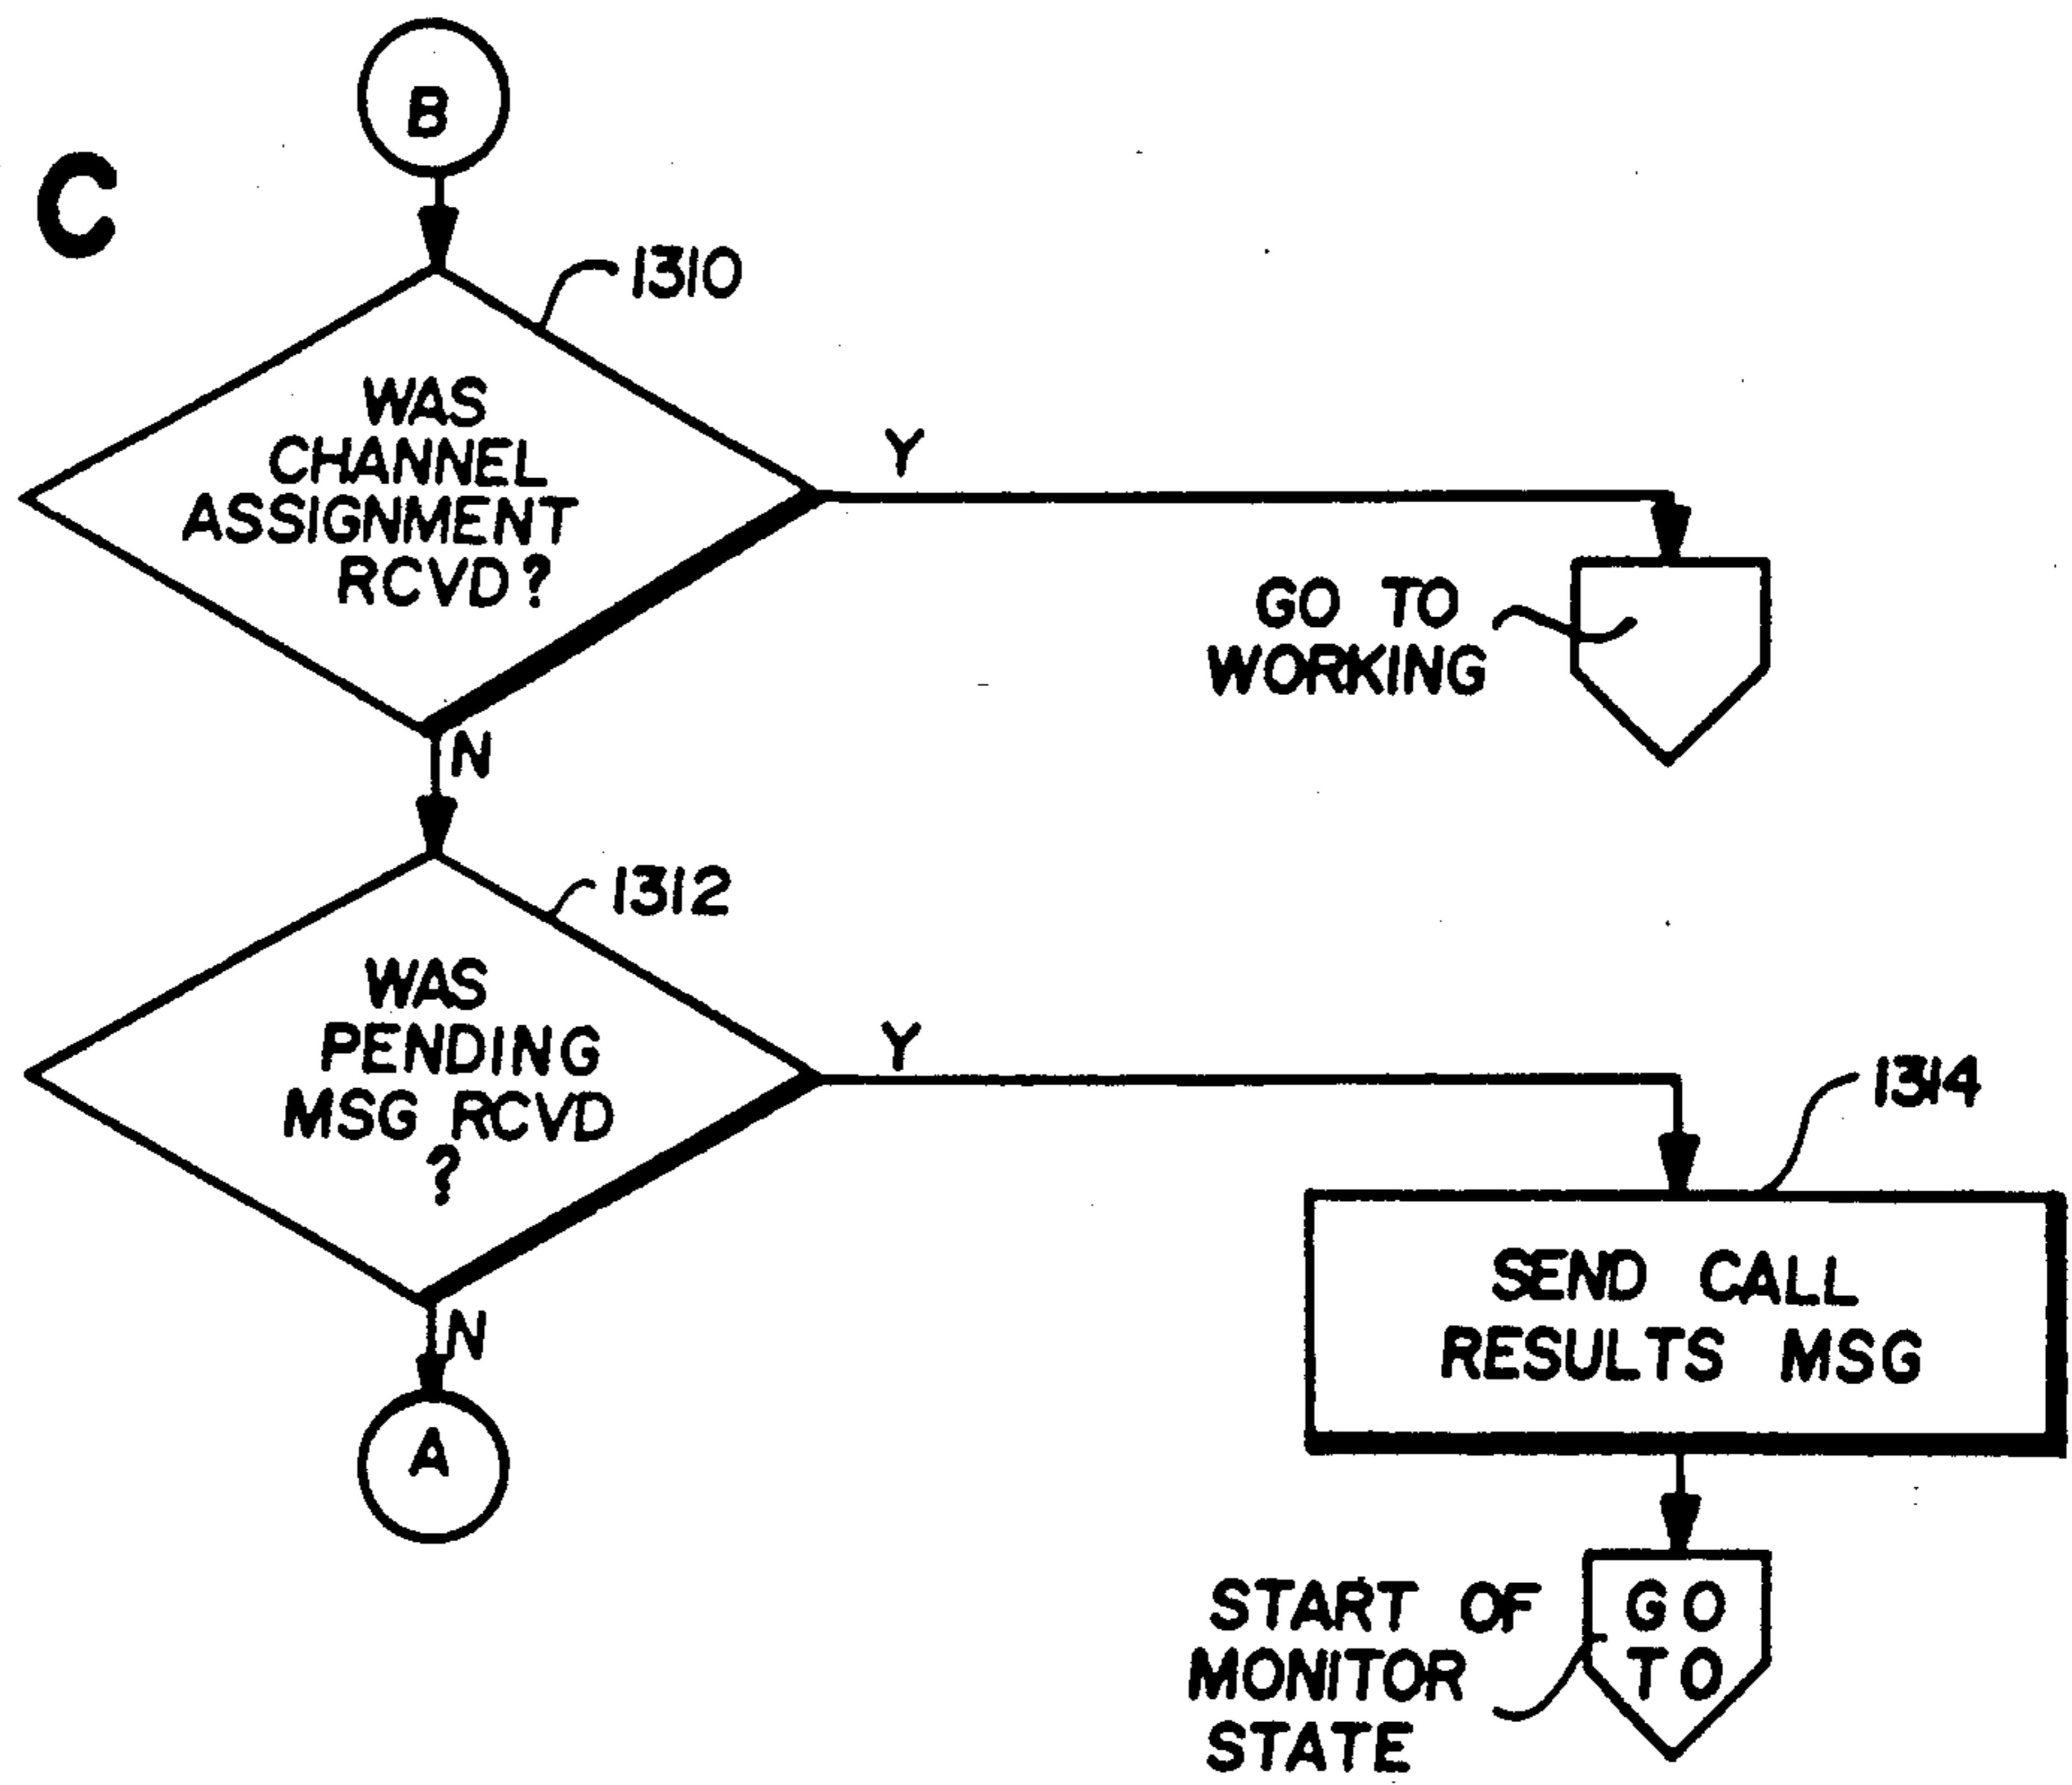 B
C
1310
WAS
CHANNEL
ASSIGNMENT
RCVD?
Y
GO TO
WORKING
N
1312
WAS
PENDING
MSG RCVD
?
Y
1314
SEND CALL
RESULTS MSG
N
A
START OF
MONITOR
STATE
GO
TO